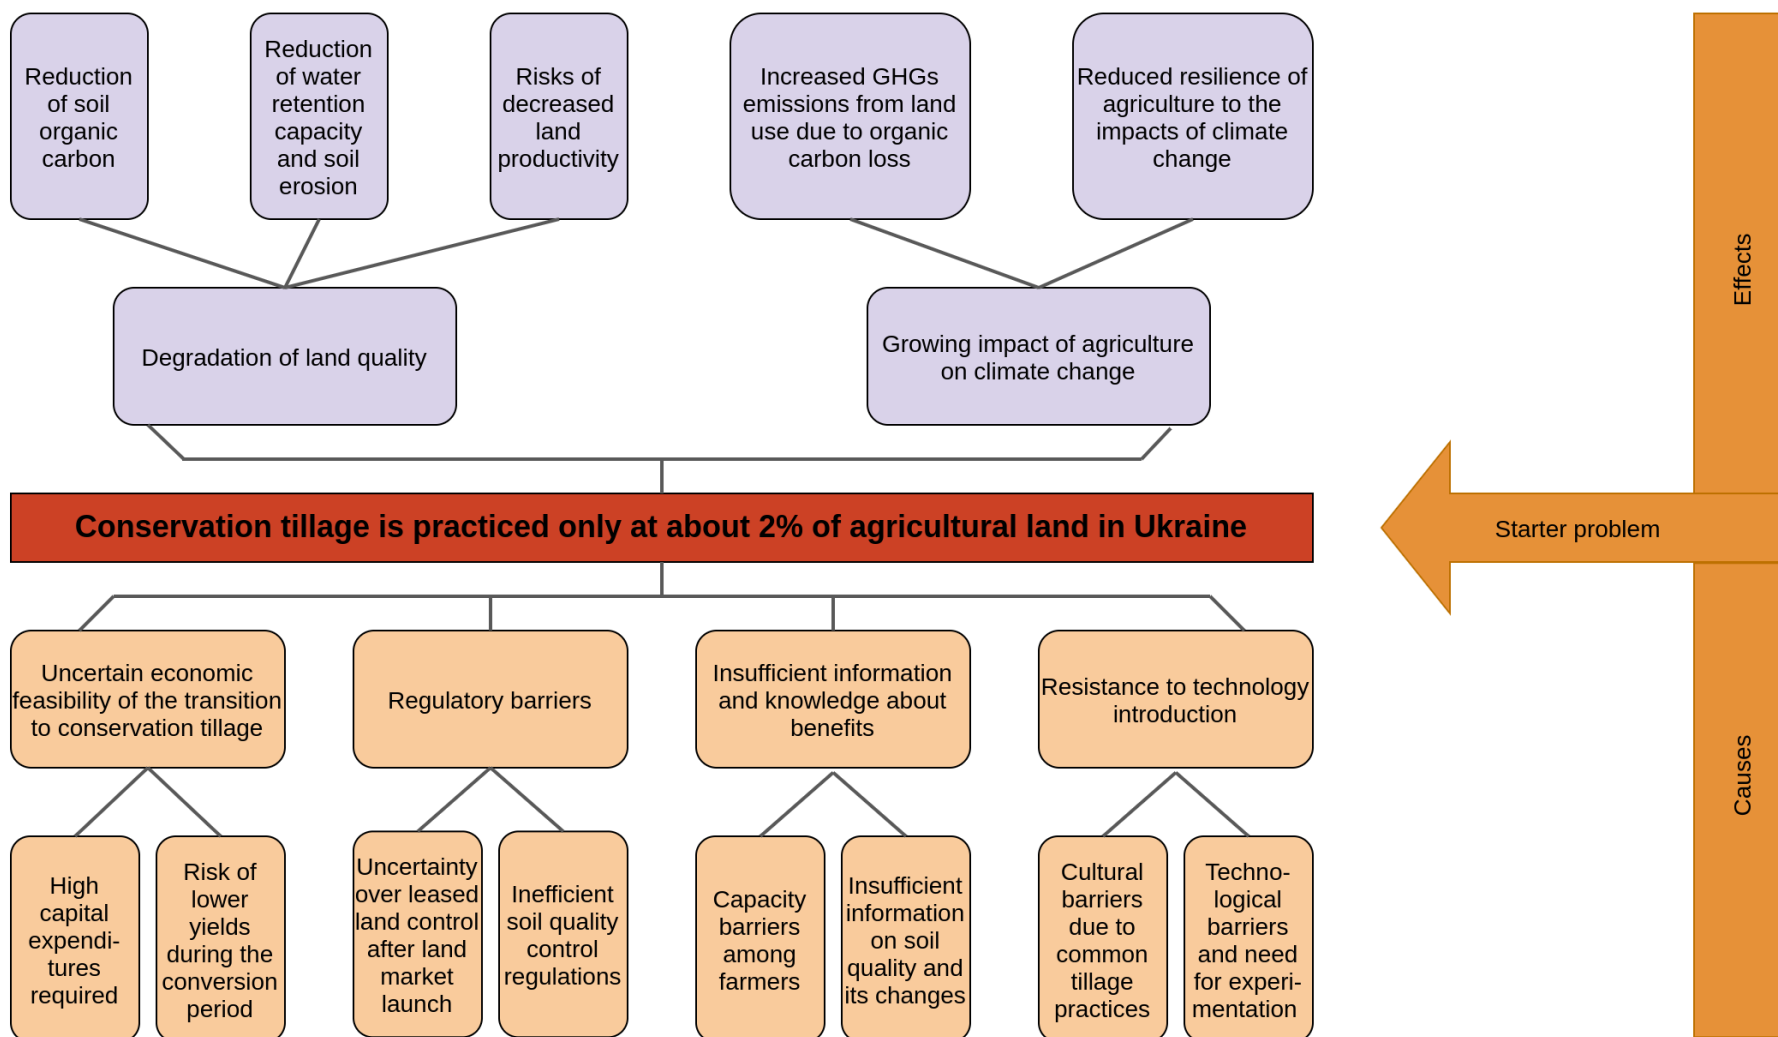 Reduction
of soil
organic
carbon
Reduction
of water
retention
capacity
and soil
erosion
Risks of
decreased
land
productivity
Increased GHGs
emissions from land
use due to organic
carbon loss
Reduced resilience of
agriculture to the
impacts of climate
change
Effects
Degradation of land quality
Growing impact of agriculture
on climate change
Conservation tillage is practiced only at about 2% of agricultural land in Ukraine
Starter problem
Uncertain economic
feasibility of the transition
to conservation tillage
Regulatory barriers
Insufficient information
and knowledge about
benefits
Resistance to technology
introduction
Causes
High
capital
expendi-
tures
required
Risk of
lower
yields
during the
conversion
period
Uncertainty
over leased
land control
after land
market
launch
Inefficient
soil quality
control
regulations
Capacity
barriers
among
farmers
Insufficient
information
on soil
quality and
its changes
Cultural
barriers
due to
common
tillage
practices
Techno-
logical
barriers
and need
for experi-
mentation